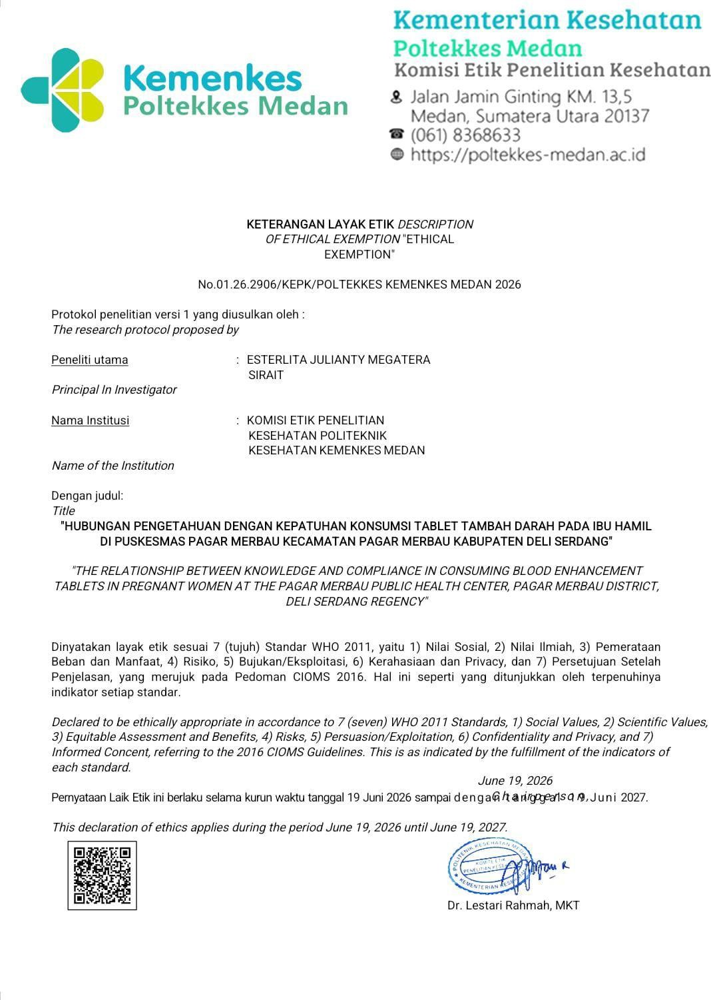 Kementerian Kesehatan
Poltekkes Medan
Komisi Etik Penelitian Kesehatan
Jalan Jamin Ginting KM. 13,5
Medan, Sumatera Utara 20137
(061) 8368633
https://poltekkes-medan.ac.id
Kemenkes
Poltekkes Medan
KETERANGAN LAYAK ETIK DESCRIPTION
OF ETHICAL EXEMPTION "ETHICAL
EXEMPTION"
No.01.26.2906/KEPK/POLTEKKES KEMENKES MEDAN 2026
Protokol penelitian versi 1 yang diusulkan oleh :
The research protocol proposed by
Peneliti utama : ESTERLITA JULIANTY MEGATERA
SIRAIT
Principal In Investigator
Nama Institusi : KOMISI ETIK PENELITIAN
KESEHATAN POLITEKNIK
KESEHATAN KEMENKES MEDAN
Name of the Institution
Dengan judul:
Title
"HUBUNGAN PENGETAHUAN DENGAN KEPATUHAN KONSUMSI TABLET TAMBAH DARAH PADA IBU HAMIL
DI PUSKESMAS PAGAR MERBAU KECAMATAN PAGAR MERBAU KABUPATEN DELI SERDANG"
"THE RELATIONSHIP BETWEEN KNOWLEDGE AND COMPLIANCE IN CONSUMING BLOOD ENHANCEMENT
TABLETS IN PREGNANT WOMEN AT THE PAGAR MERBAU PUBLIC HEALTH CENTER, PAGAR MERBAU DISTRICT,
DELI SERDANG REGENCY"
Dinyatakan layak etik sesuai 7 (tujuh) Standar WHO 2011, yaitu 1) Nilai Sosial, 2) Nilai Ilmiah, 3) Pemerataan
Beban dan Manfaat, 4) Risiko, 5) Bujukan/Eksploitasi, 6) Kerahasiaan dan Privacy, dan 7) Persetujuan Setelah
Penjelasan, yang merujuk pada Pedoman CIOMS 2016. Hal ini seperti yang ditunjukkan oleh terpenuhinya
indikator setiap standar.
Declared to be ethically appropriate in accordance to 7 (seven) WHO 2011 Standards, 1) Social Values, 2) Scientific Values,
3) Equitable Assessment and Benefits, 4) Risks, 5) Persuasion/Exploitation, 6) Confidentiality and Privacy, and 7)
Informed Concent, referring to the 2016 CIOMS Guidelines. This is as indicated by the fulfillment of the indicators of
each standard.
June 19, 2026
Pernyataan Laik Etik ini berlaku selama kurun waktu tanggal 19 Juni 2026 sampai dengan tanggal 19 Juni 2027.
Chairperson,
This declaration of ethics applies during the period June 19, 2026 until June 19, 2027.
POLITENIK KESEHATAN MEDAN
KOMITE ETIK
PENELITIAN KESEHATAN
KEMENTERIAN KESEHATAN
Dr. Lestari Rahmah, MKT